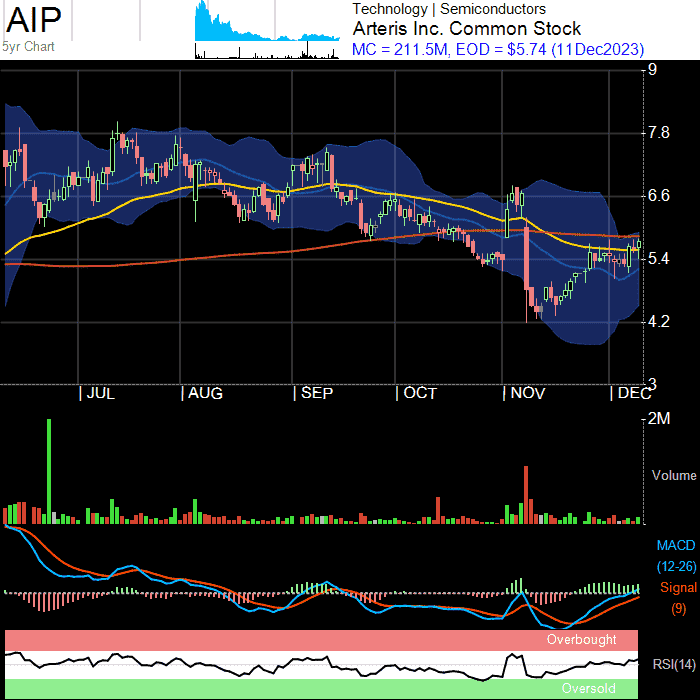 AIP
5yr Chart
Technology | Semiconductors
Arteris Inc. Common Stock
MC = 211.5M, EOD = $5.74 (11Dec2023)
9
7.8
6.6
5.4
4.2
3
| JUL | AUG | SEP | OCT | NOV | DEC
2M
Volume
MACD
(12-26)
Signal
(9)
Overbought
RSI(14)
Oversold